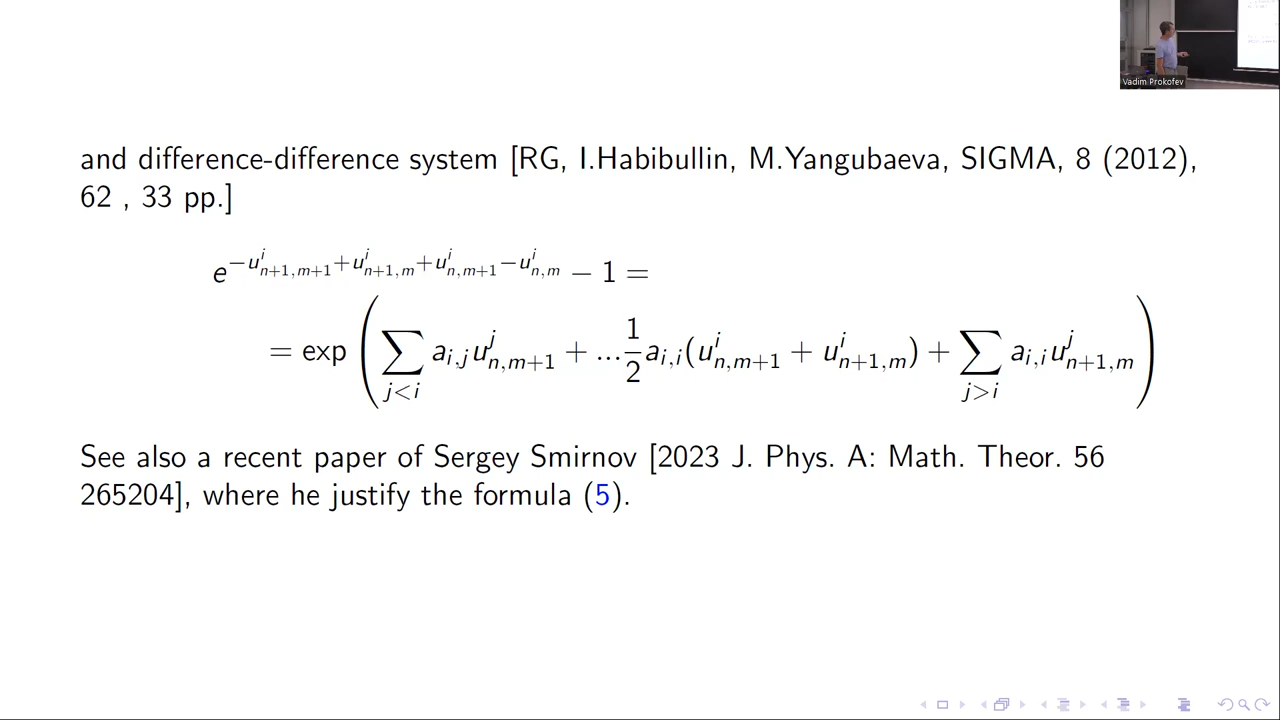 Vadim Prokofev
and difference-difference system [RG, I.Habibullin, M.Yangubaeva, SIGMA, 8 (2012),
62 , 33 pp.]
$e^{-u^i_{n+1,m+1}+u^i_{n+1,m}+u^i_{n,m+1}-u^i_{n,m}} - 1 =$
$= \exp\left(\sum_{j<i} a_{i,j}u^j_{n,m+1} + ...\frac{1}{2}a_{i,i}(u^i_{n,m+1} + u^i_{n+1,m}) + \sum_{j>i} a_{i,i}u^j_{n+1,m}\right)$
See also a recent paper of Sergey Smirnov [2023 J. Phys. A: Math. Theor. 56
265204], where he justify the formula (5).